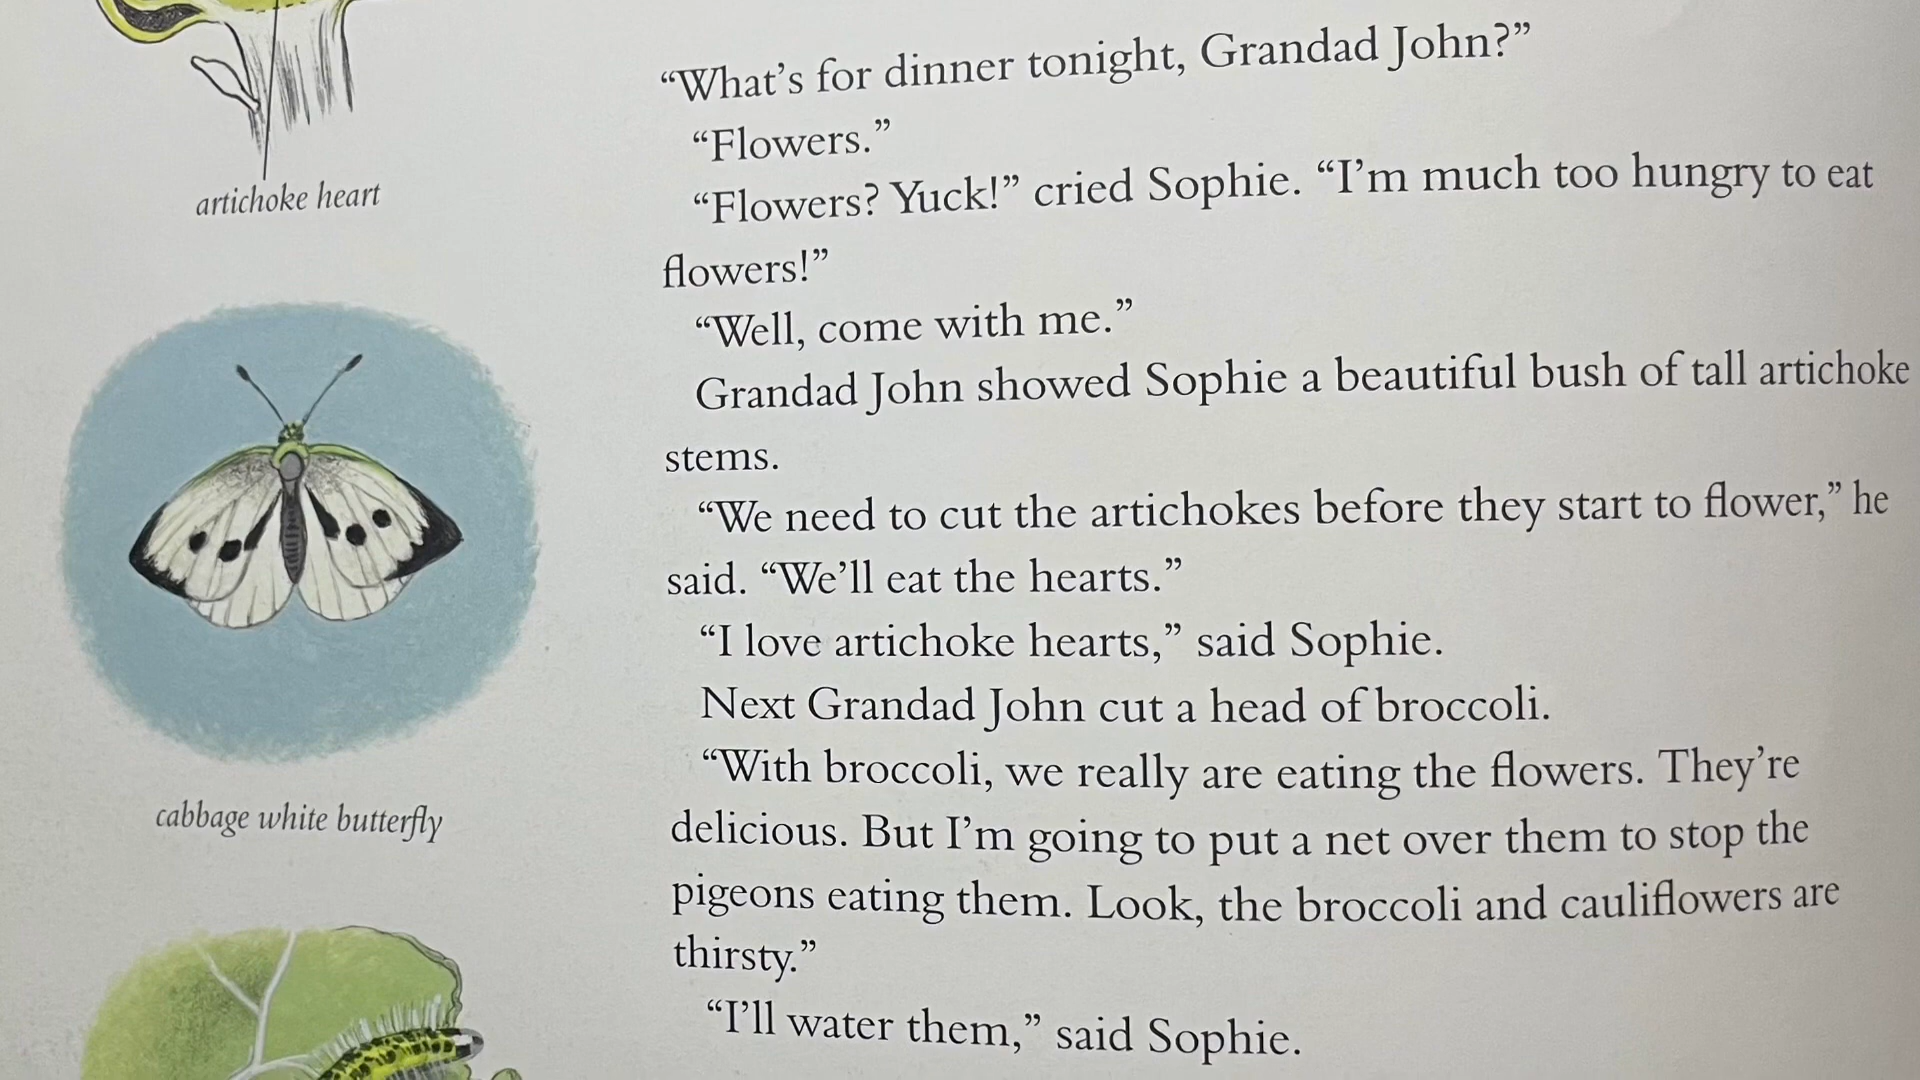 artichoke heart
cabbage white butterfly
“What’s for dinner tonight, Grandad John?”
“Flowers.”
“Flowers? Yuck!” cried Sophie. “I’m much too hungry to eat
flowers!”
“Well, come with me.”
Grandad John showed Sophie a beautiful bush of tall artichoke
stems.
“We need to cut the artichokes before they start to flower,” he
said. “We’ll eat the hearts.”
“I love artichoke hearts,” said Sophie.
Next Grandad John cut a head of broccoli.
“With broccoli, we really are eating the flowers. They’re
delicious. But I’m going to put a net over them to stop the
pigeons eating them. Look, the broccoli and cauliflowers are
thirsty.”
“I’ll water them,” said Sophie.